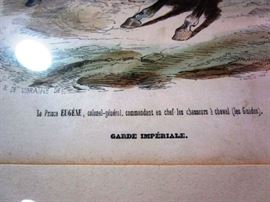 Le Prince EUGÈNE, colonel-général, commandant en chef les chasseurs à cheval (les Guides).
GARDE IMPÉRIALE.